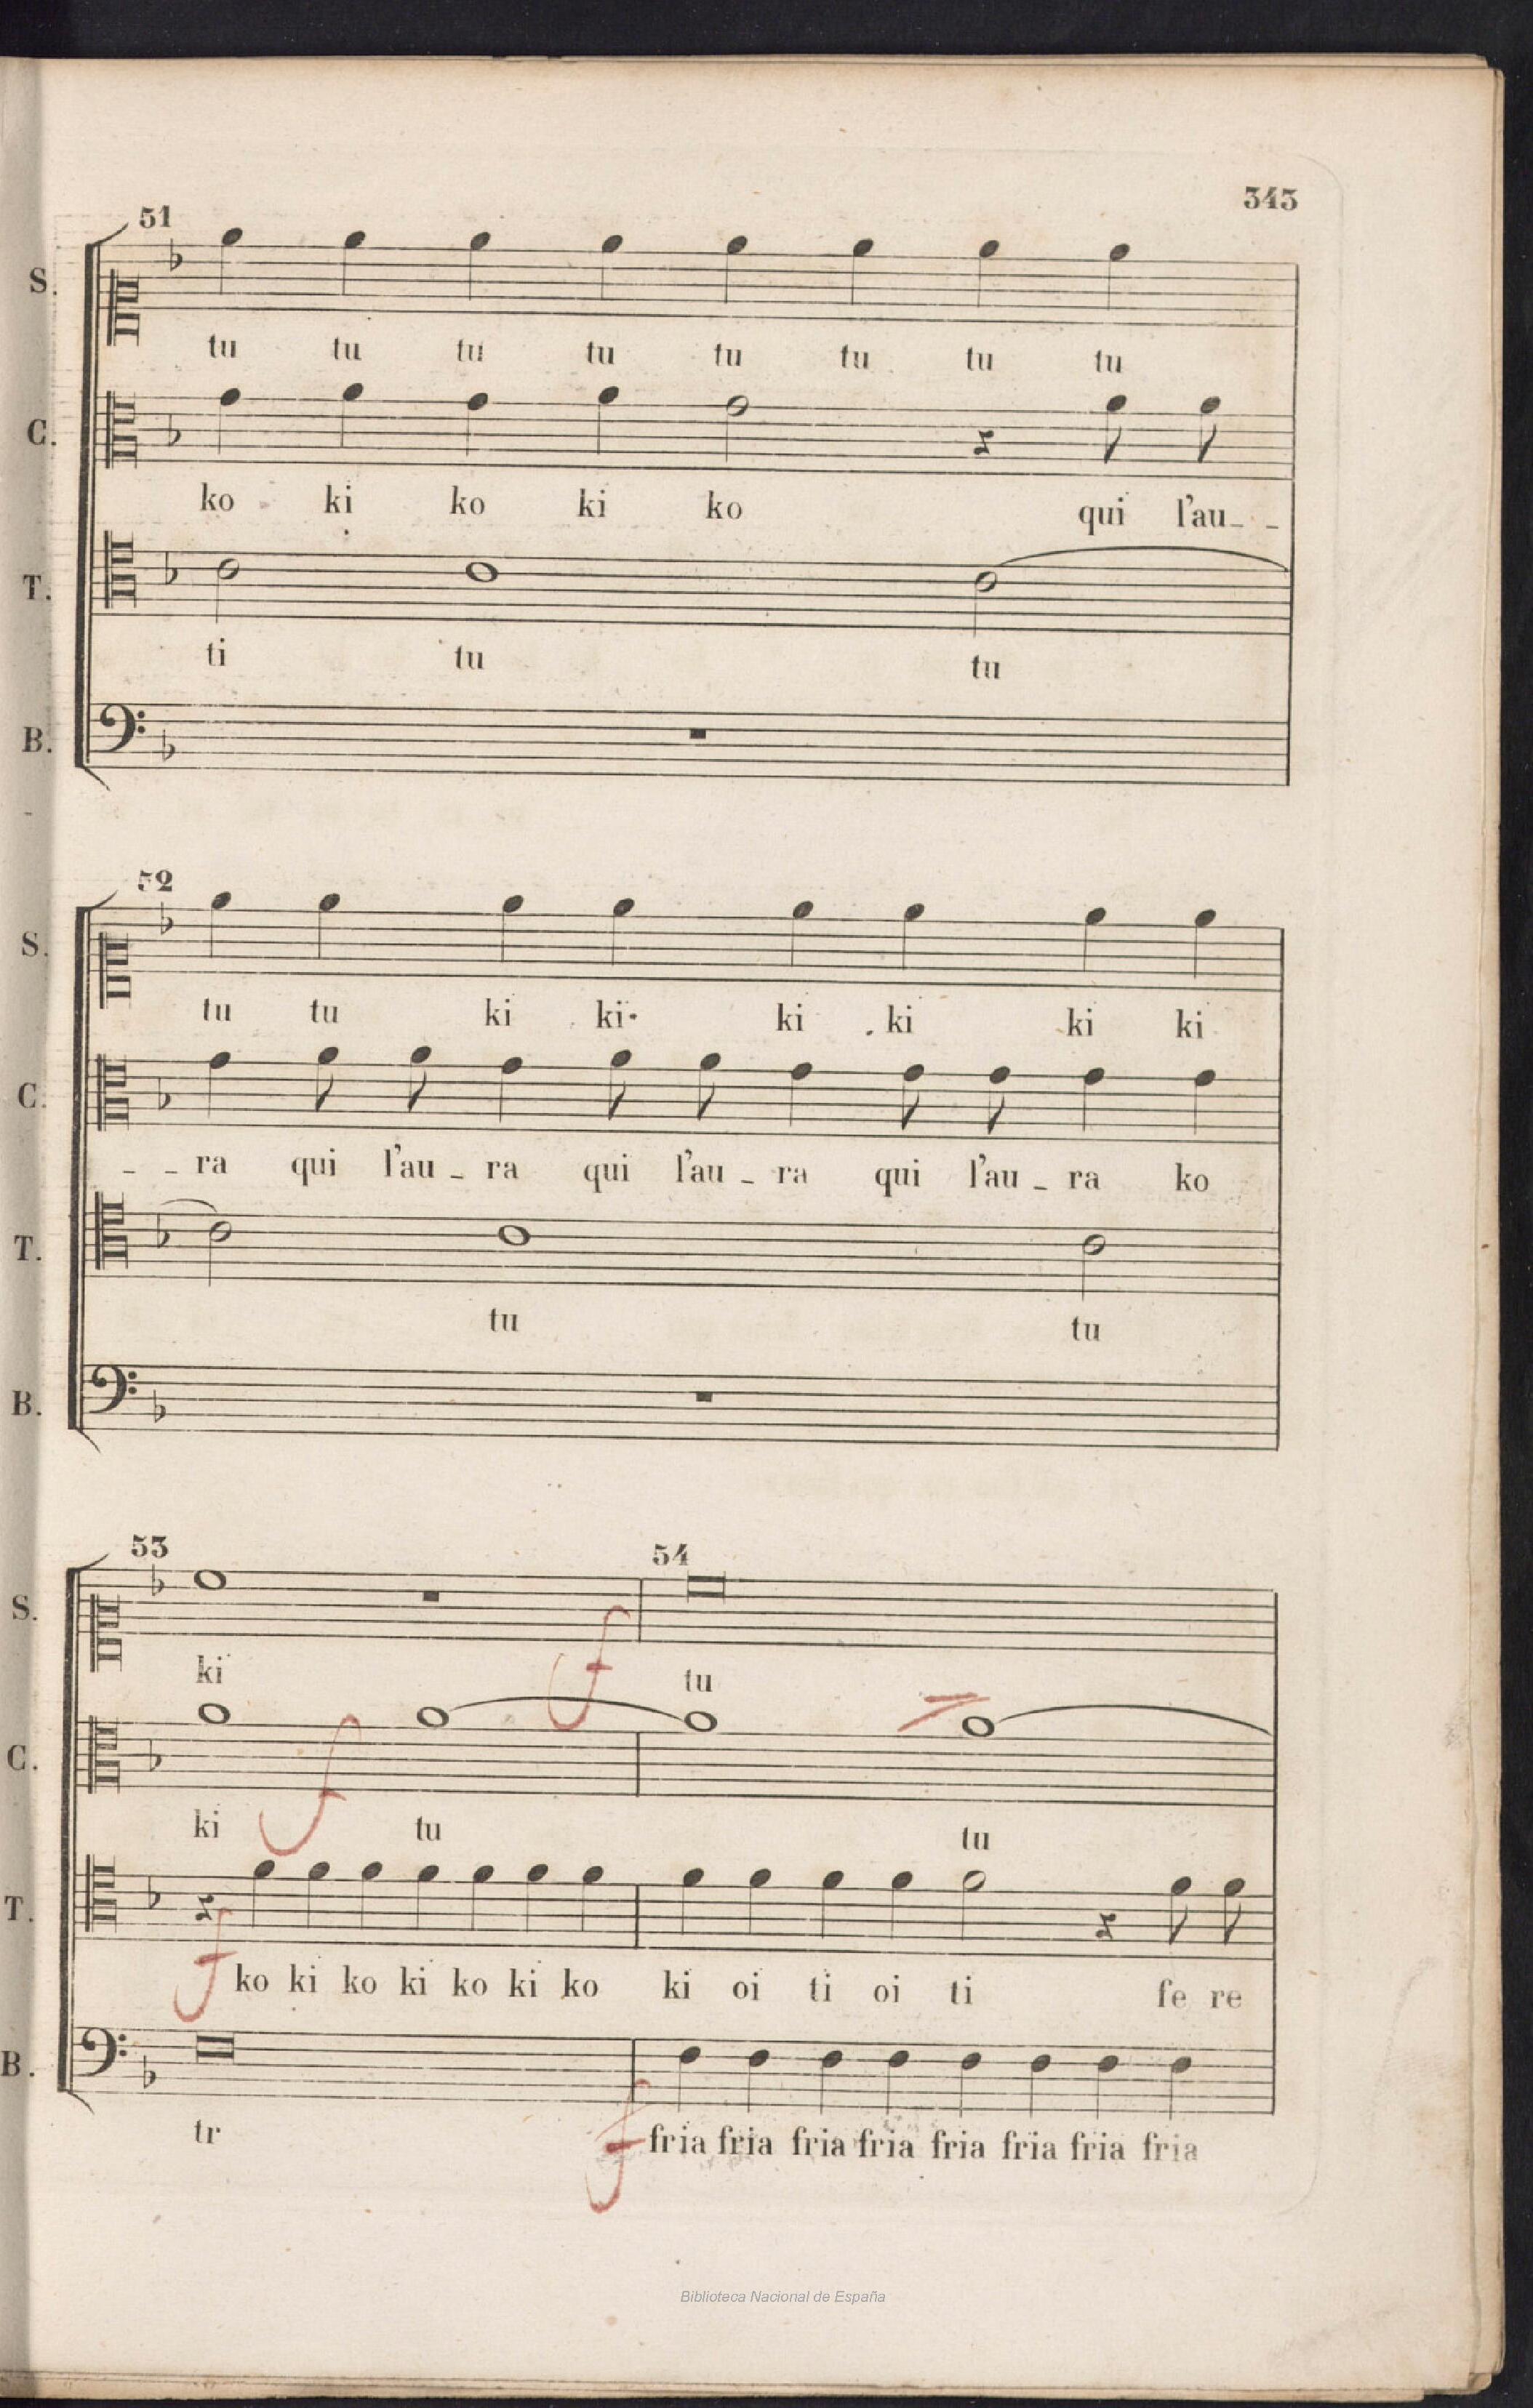 343
51
S.
tu tu tu tu tu tu tu tu
C.
ko ki ko ki ko qui l'au _ _
T.
ti tu tu
B.
52
S.
tu tu ki ki ki ki ki ki
C.
_ _ ra qui l'au _ ra qui l'au _ ra qui l'au _ ra ko
T.
tu tu
B.
53 54
S.
f
ki tu
C.
f
ki tu tu
T.
f
ko ki ko ki ko ki ko ki oi ti oi ti fe re
B.
f
tr fria fria fria fria fria fria fria fria
Biblioteca Nacional de España